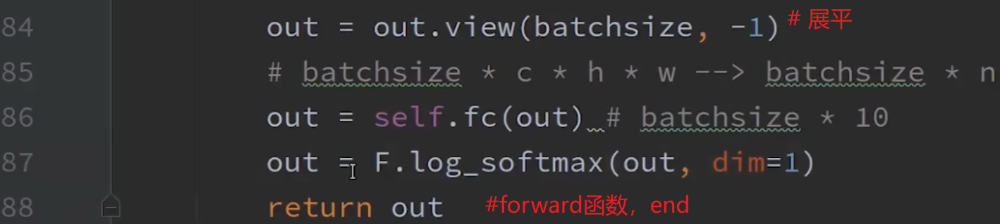 84 out = out.view(batchsize, -1) # 展平
85 # batchsize * c * h * w --> batchsize * n
86 out = self.fc(out) # batchsize * 10
87 out = F.log_softmax(out, dim=1)
88 return out #forward函数，end